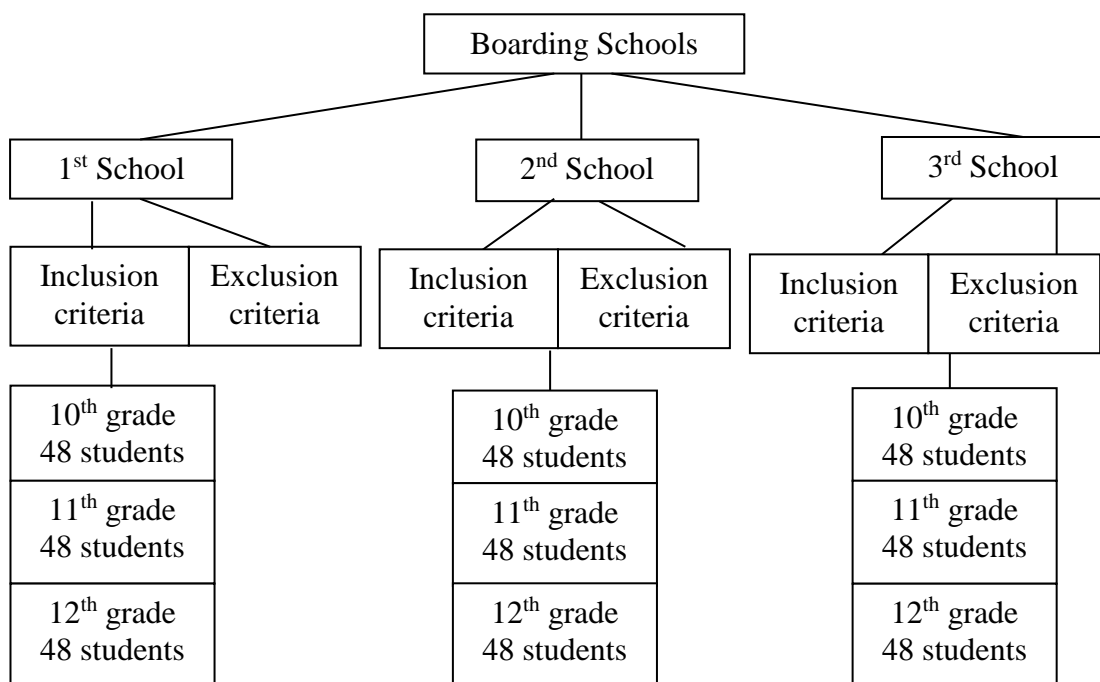 Boarding Schools
1st School
2nd School
3rd School
Inclusion
criteria
Exclusion
criteria
Inclusion
criteria
Exclusion
criteria
Inclusion
criteria
Exclusion
criteria
10th grade
48 students
11th grade
48 students
12th grade
48 students
10th grade
48 students
11th grade
48 students
12th grade
48 students
10th grade
48 students
11th grade
48 students
12th grade
48 students